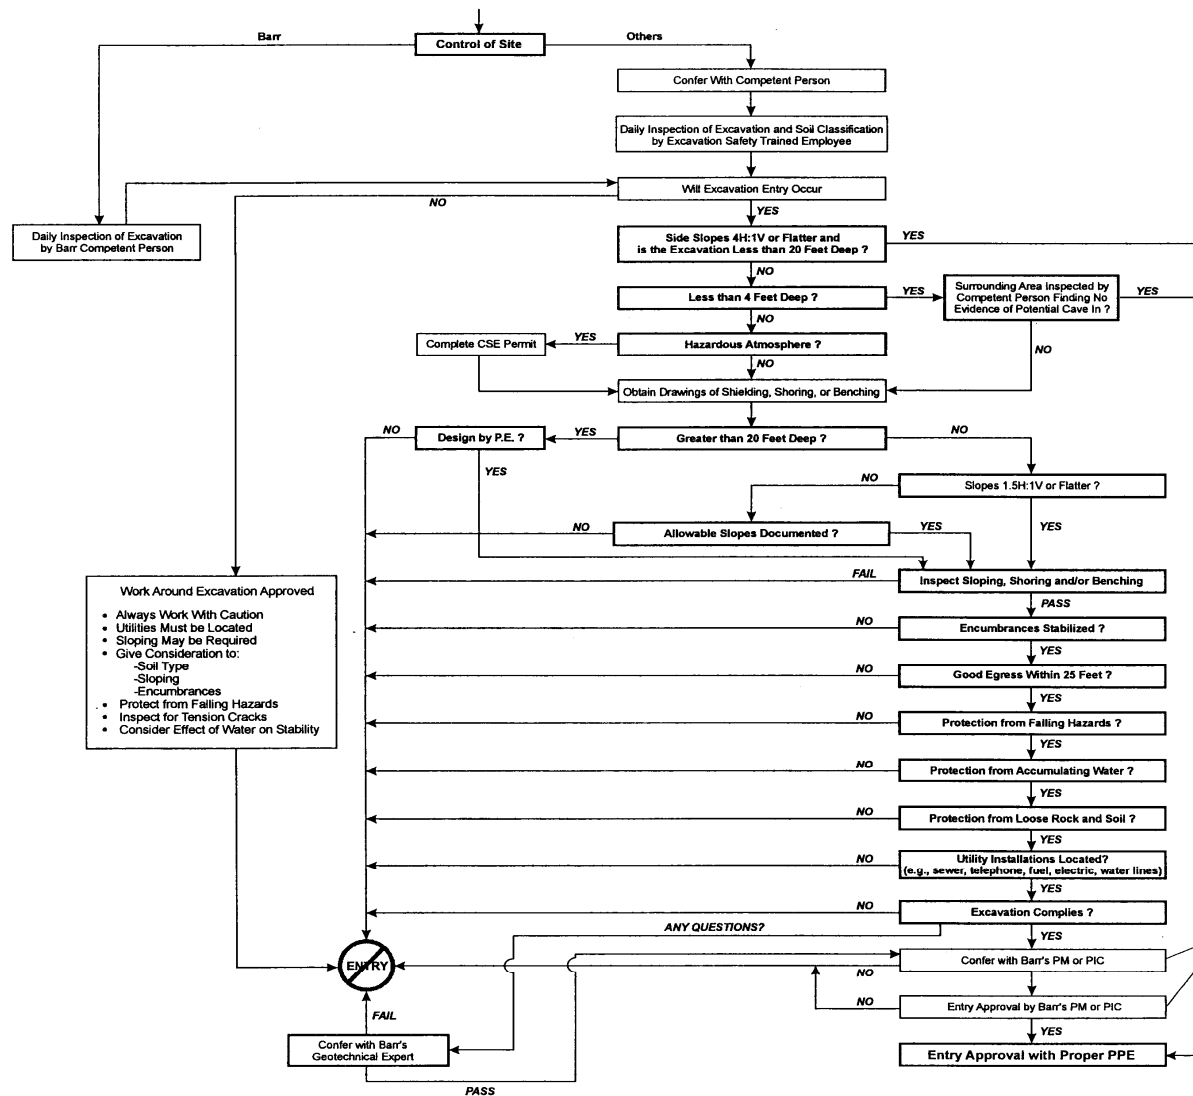 Barr
Control of Site
Others
Confer With Competent Person
Daily Inspection of Excavation and Soil Classification
by Excavation Safety Trained Employee
Will Excavation Entry Occur
NO
YES
Daily Inspection of Excavation
by Barr Competent Person
Side Slopes 4H:1V or Flatter and
is the Excavation Less than 20 Feet Deep ?
YES
NO
Less than 4 Feet Deep ?
YES
Surrounding Area Inspected by
Competent Person Finding No
Evidence of Potential Cave In ?
YES
NO
NO
Complete CSE Permit
YES
Hazardous Atmosphere ?
NO
Obtain Drawings of Shielding, Shoring, or Benching
NO
Design by P.E. ?
YES
Greater than 20 Feet Deep ?
NO
YES
NO
Slopes 1.5H:1V or Flatter ?
NO
Allowable Slopes Documented ?
YES
YES
FAIL
Inspect Sloping, Shoring and/or Benching
PASS
Work Around Excavation Approved
• Always Work With Caution
• Utilities Must be Located
• Sloping May be Required
• Give Consideration to:
-Soil Type
-Sloping
-Encumbrances
• Protect from Falling Hazards
• Inspect for Tension Cracks
• Consider Effect of Water on Stability
NO
Encumbrances Stabilized ?
YES
NO
Good Egress Within 25 Feet ?
YES
NO
Protection from Falling Hazards ?
YES
NO
Protection from Accumulating Water ?
YES
NO
Protection from Loose Rock and Soil ?
YES
NO
Utility Installations Located?
(e.g., sewer, telephone, fuel, electric, water lines)
YES
NO
Excavation Complies ?
ANY QUESTIONS?
YES
ENTRY
Confer with Barr's PM or PIC
NO
NO
Entry Approval by Barr's PM or PIC
FAIL
YES
Confer with Barr's
Geotechnical Expert
Entry Approval with Proper PPE
PASS